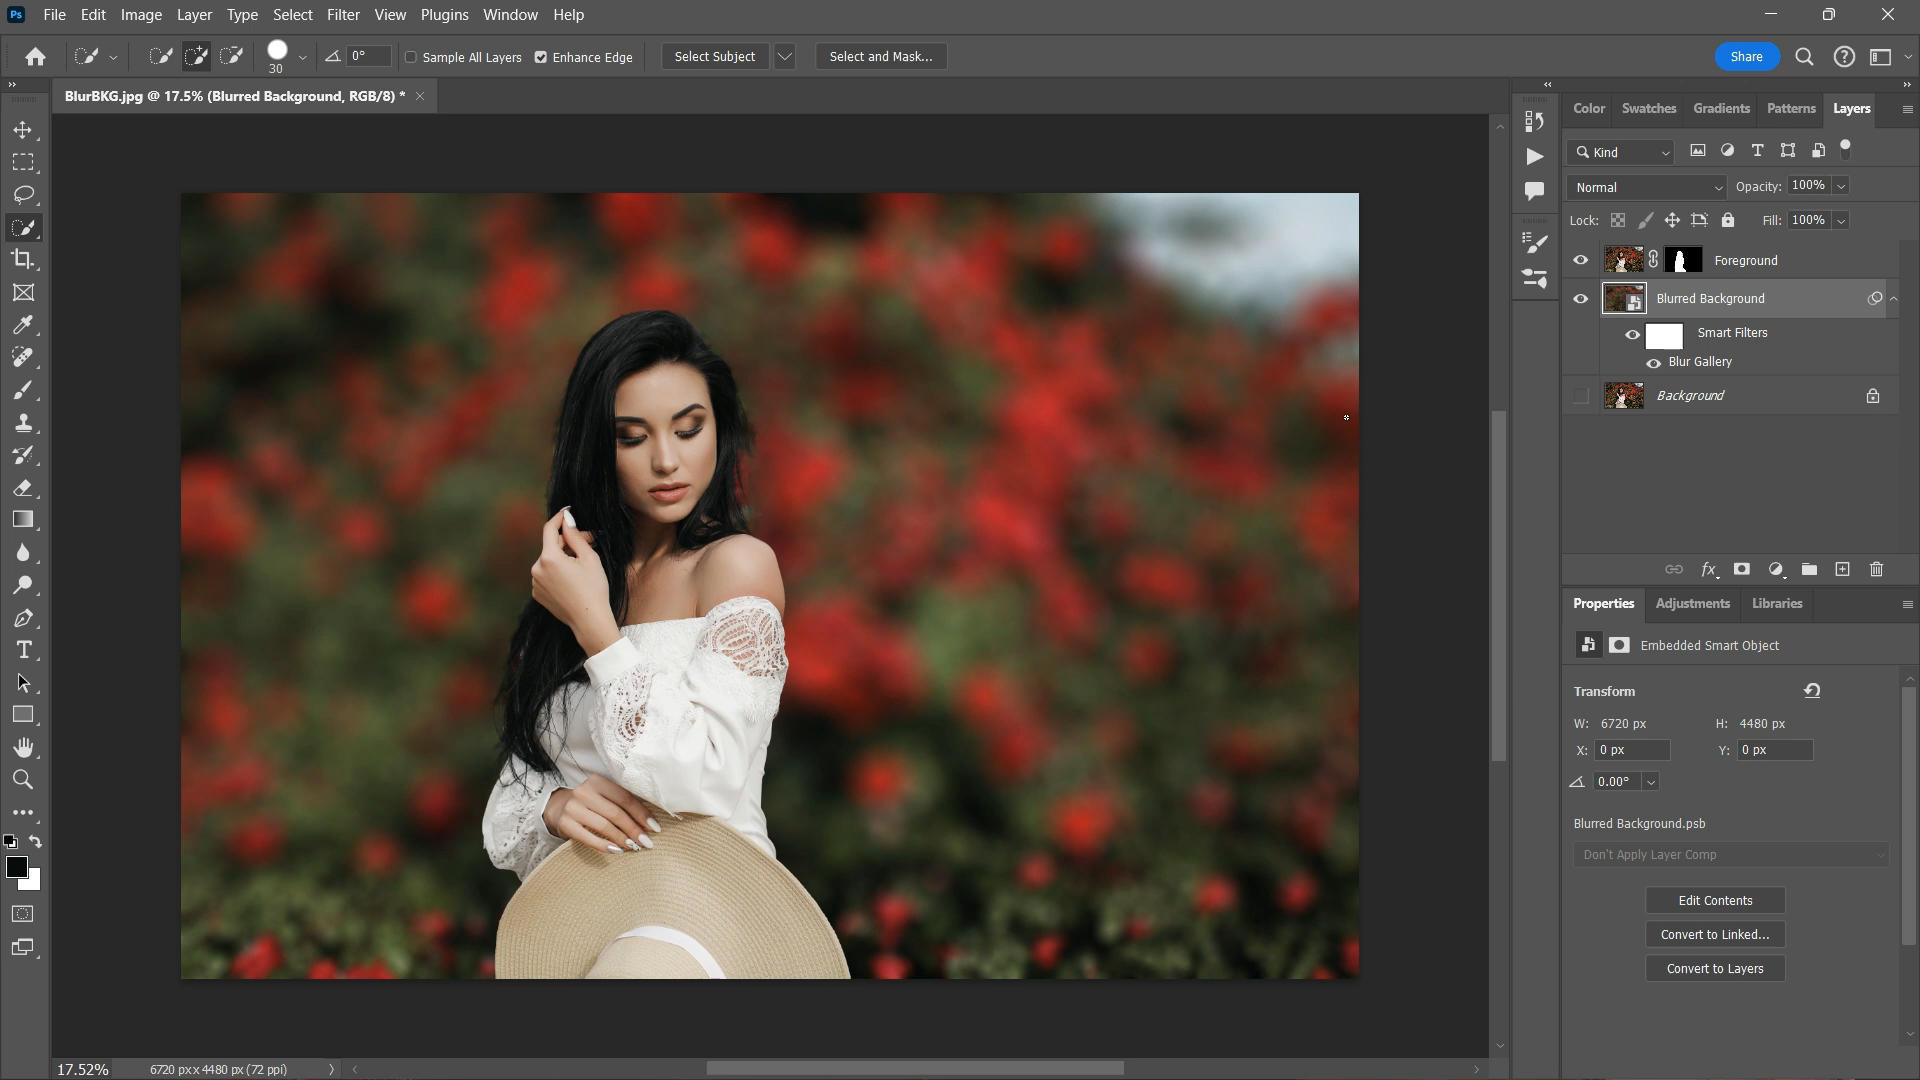 Ps File Edit Image Layer Type Select Filter View Plugins Window Help
30 0° Sample All Layers Enhance Edge Select Subject Select and Mask... Share
BlurBKG.jpg @ 17.5% (Blurred Background, RGB/8) *
Color Swatches Gradients Patterns Layers
Kind
Normal Opacity: 100%
Lock: Fill: 100%
Foreground
Blurred Background
Smart Filters
Blur Gallery
Background
fx
Properties Adjustments Libraries
Embedded Smart Object
Transform
W: 6720 px H: 4480 px
X: 0 px Y: 0 px
0.00°
Blurred Background.psb
Don't Apply Layer Comp
Edit Contents
Convert to Linked...
Convert to Layers
17.52% 6720 px x 4480 px (72 ppi)